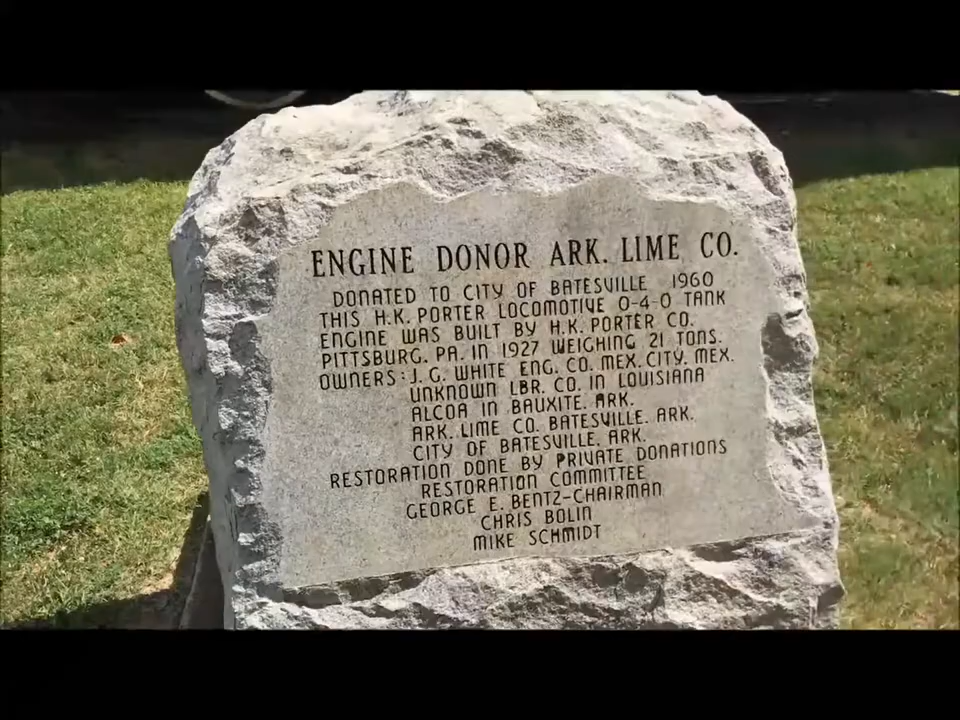 ENGINE DONOR ARK. LIME CO.
DONATED TO CITY OF BATESVILLE 1960
THIS H.K. PORTER LOCOMOTIVE 0-4-0 TANK
ENGINE WAS BUILT BY H.K. PORTER CO.
PITTSBURG, PA. IN 1927 WEIGHING 21 TONS.
OWNERS: J.G. WHITE ENG. CO. MEX. CITY. MEX
UNKNOWN LBR. CO. IN LOUISIANA
ALCOA IN BAUXITE, ARK.
ARK. LIME CO. BATESVILLE. ARK.
CITY OF BATESVILLE, ARK.
RESTORATION DONE BY PRIVATE DONATIONS
RESTORATION COMMITTEE
GEORGE E. BENTZ-CHAIRMAN
CHRIS BOLIN
MIKE SCHMIDT